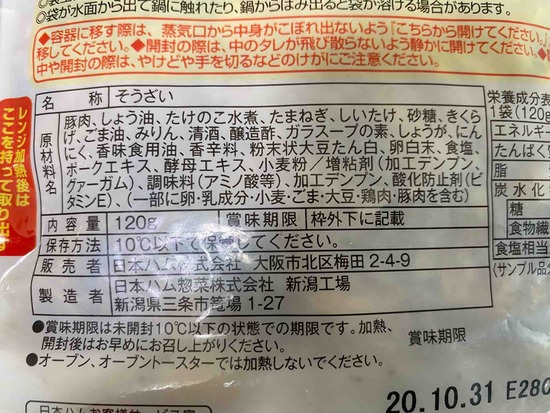 ◎袋が水面から出て鍋に触れたり、鍋からはみ出ると袋が溶ける場合があります。
◆容器に移す際は、蒸気口から中身がこぼれ出ないよう「こちらから開けてください」
移してください。◆開封の際は、中のタレが飛び散らないよう静かに開けてください。◆
中や開封の際は、やけどや手を切るなどのけがにご注意ください。
レンジ加熱後は
ここを持って取り出
名称 そうざい
原材料名 豚肉、しょう油、たけのこ水煮、たまねぎ、しいたけ、砂糖、きくら
げ、ごま油、みりん、清酒、醸造酢、ガラスープの素、しょうが、にん
にく、香味食用油、香辛料、粉末状大豆たん白、卵白末、食塩、
ポークエキス、酵母エキス、小麦粉／増粘剤(加工デンプン、
グァーガム)、調味料(アミノ酸等)、加工デンプン、酸化防止剤(ビ
タミンE)、(一部に卵・乳成分・小麦・ごま・大豆・鶏肉・豚肉を含む)
内容量 120g 賞味期限 枠外下に記載
保存方法 10℃以下で保管してください。
販売者 日本ハム株式会社 大阪市北区梅田2-4-9
製造者 日本ハム惣菜株式会社 新潟工場
新潟県三条市篭場1-27
栄養成分表
1袋(120g
エネルギー
たんぱく質
脂
炭水化
糖
食物繊
食塩相当
(サンプル品分
●賞味期限は未開封10℃以下の状態での期限です。加熱、
開封後はお早めにお召し上がりください。
●オーブン、オーブントースターでは加熱しないでください。
賞味期限
20.10.31 E28C